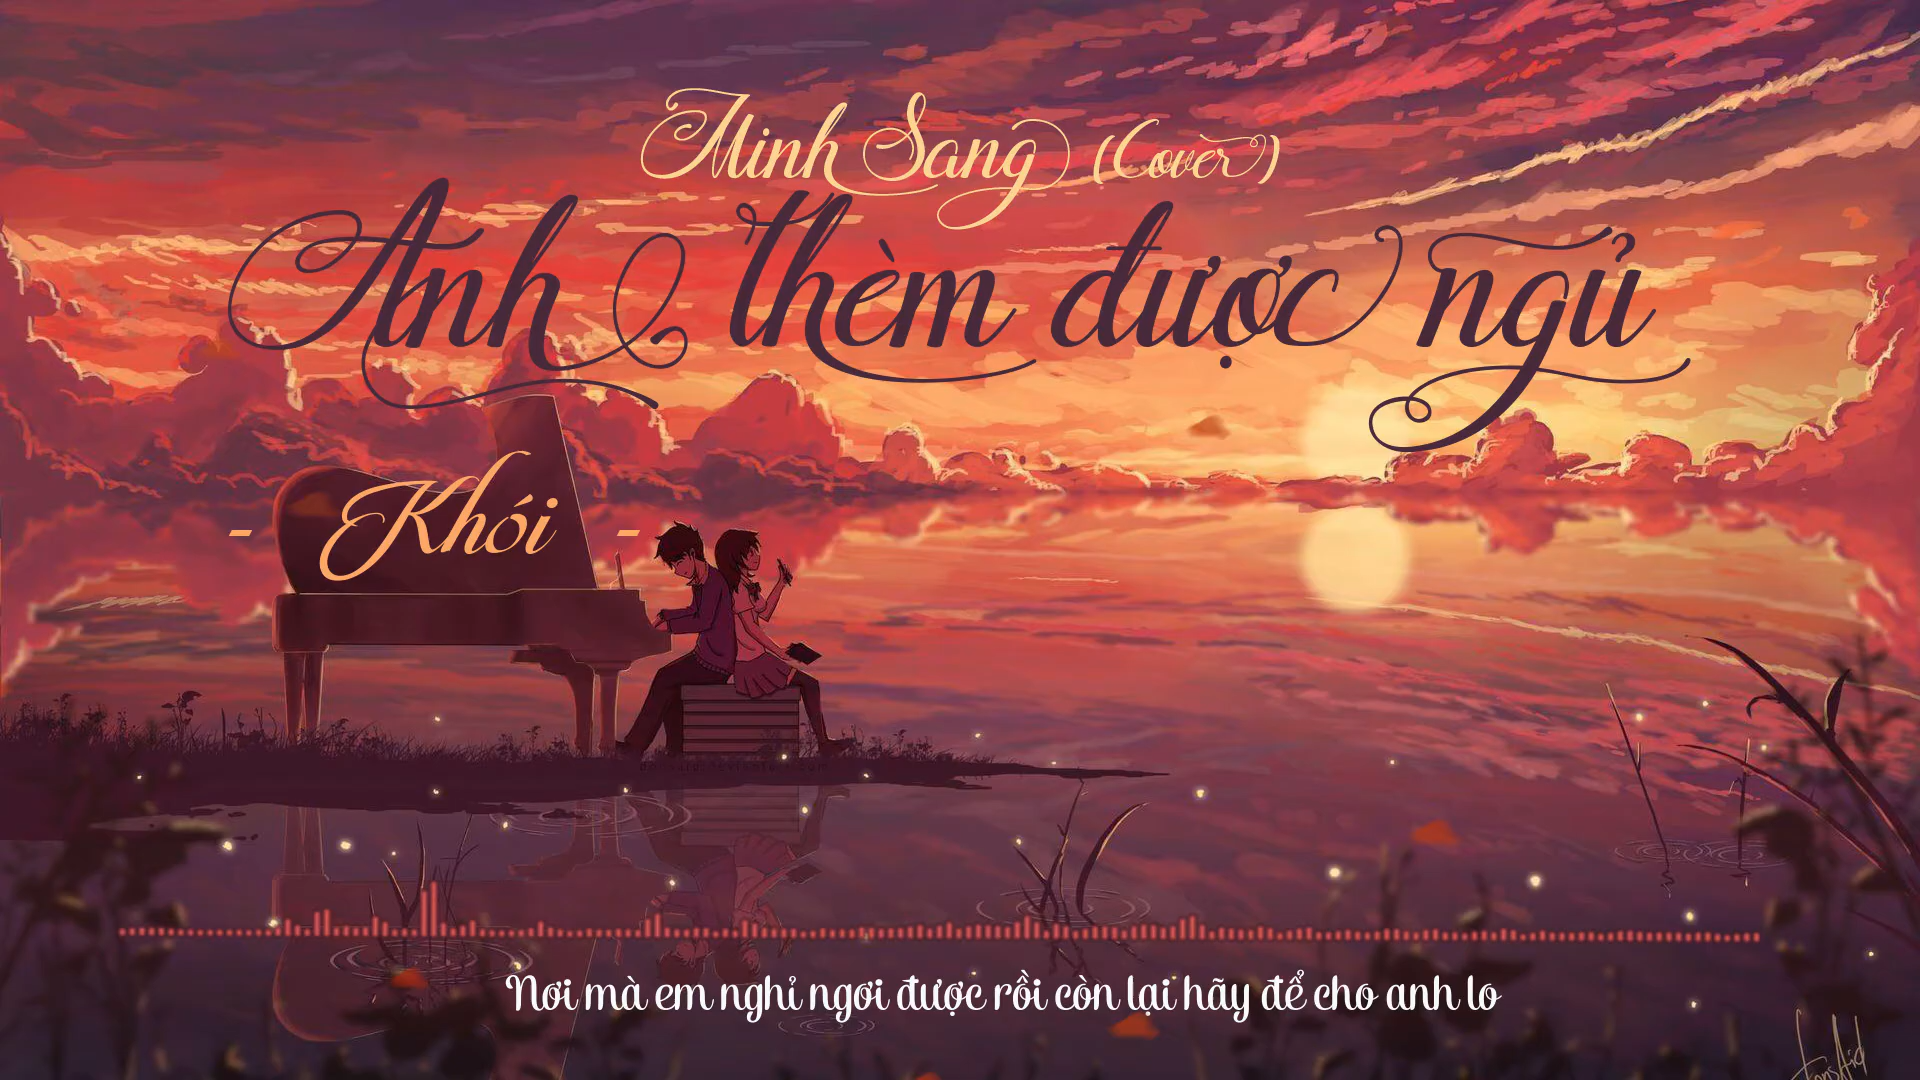 Minh Sang (Cover)
Anh thèm được ngủ
- Khói -
Nơi mà em nghỉ ngơi được rồi còn lại hãy để cho anh lo